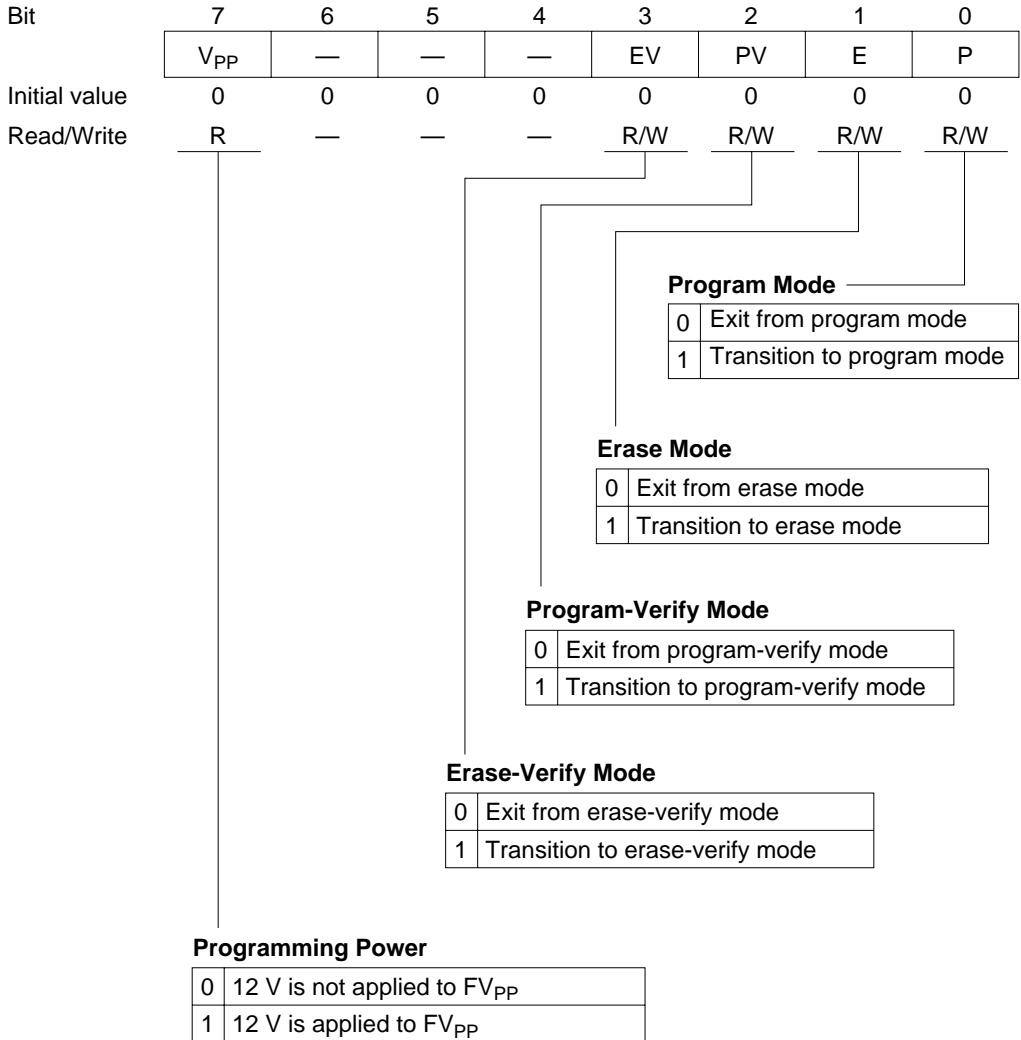 Bit 7 6 5 4 3 2 1 0
VPP — — — EV PV E P
Initial value 0 0 0 0 0 0 0 0
Read/Write R — — — R/W R/W R/W R/W
Program Mode
0 Exit from program mode
1 Transition to program mode
Erase Mode
0 Exit from erase mode
1 Transition to erase mode
Program-Verify Mode
0 Exit from program-verify mode
1 Transition to program-verify mode
Erase-Verify Mode
0 Exit from erase-verify mode
1 Transition to erase-verify mode
Programming Power
0 12 V is not applied to FVPP
1 12 V is applied to FVPP